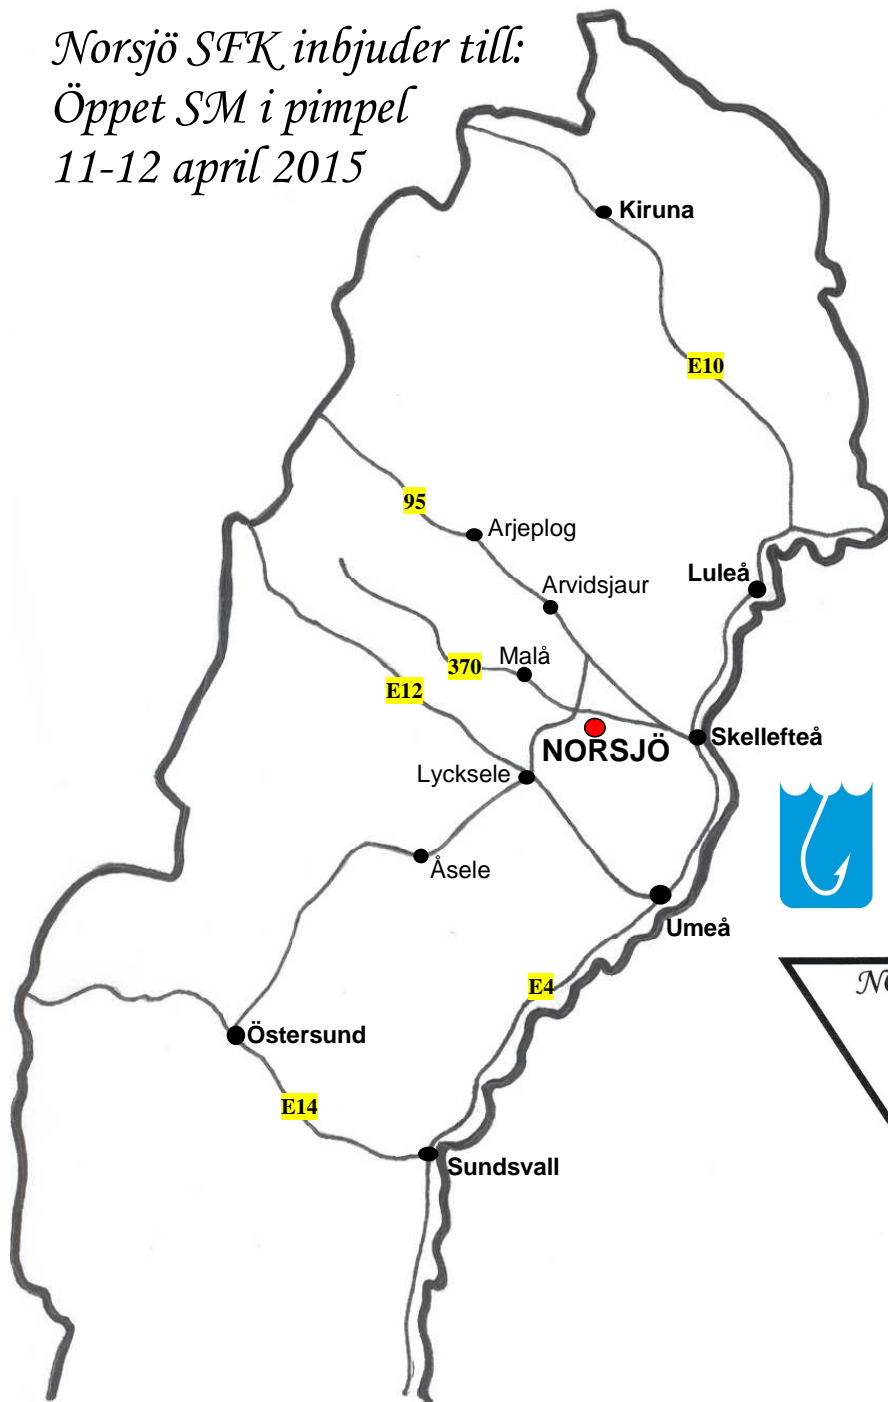 Norsjö SFK inbjuder till:
Öppet SM i pimpel
11-12 april 2015
Kiruna
E10
95
Arjeplog
Arvidsjaur
Luleå
Malå
370
E12
NORSJÖ
Skellefteå
Lycksele
Åsele
Umeå
E4
Östersund
E14
Sundsvall